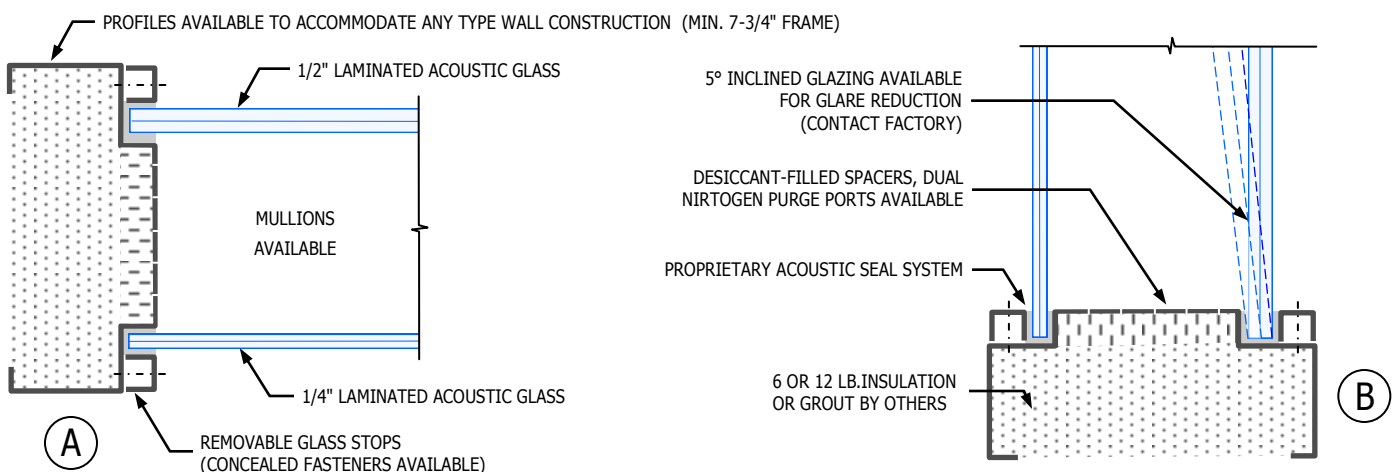 PROFILES AVAILABLE TO ACCOMMODATE ANY TYPE WALL CONSTRUCTION (MIN. 7-3/4" FRAME)
1/2" LAMINATED ACOUSTIC GLASS
MULLIONS
AVAILABLE
1/4" LAMINATED ACOUSTIC GLASS
REMOVABLE GLASS STOPS
(CONCEALED FASTENERS AVAILABLE)
A
5° INCLINED GLAZING AVAILABLE
FOR GLARE REDUCTION
(CONTACT FACTORY)
DESICCANT-FILLED SPACERS, DUAL
NIRTOGEN PURGE PORTS AVAILABLE
PROPRIETARY ACOUSTIC SEAL SYSTEM
6 OR 12 LB.INSULATION
OR GROUT BY OTHERS
B